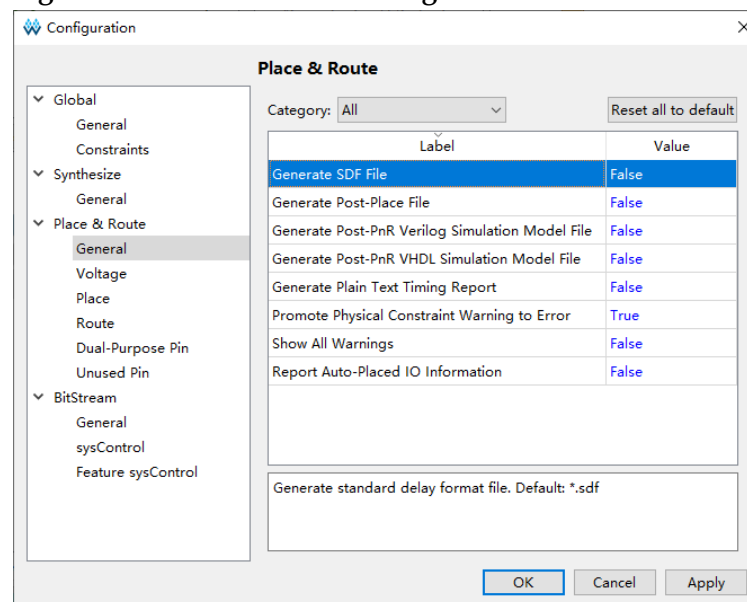 Configuration
Place & Route
Global
General
Constraints
Synthesize
General
Place & Route
General
Voltage
Place
Route
Dual-Purpose Pin
Unused Pin
BitStream
General
sysControl
Feature sysControl
Category: All
Reset all to default
Label Value
Generate SDF File False
Generate Post-Place File False
Generate Post-PnR Verilog Simulation Model File False
Generate Post-PnR VHDL Simulation Model File False
Generate Plain Text Timing Report False
Promote Physical Constraint Warning to Error True
Show All Warnings False
Report Auto-Placed IO Information False
Generate standard delay format file. Default: *.sdf
OK Cancel Apply